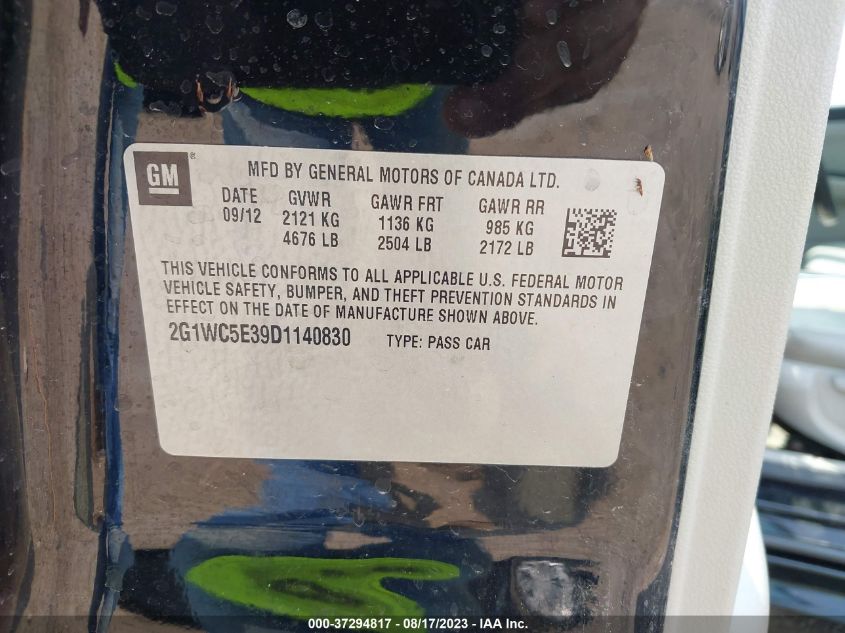 GM ®
MFD BY GENERAL MOTORS OF CANADA LTD.
DATE GVWR GAWR FRT GAWR RR
09/12 2121 KG 1136 KG 985 KG
4676 LB 2504 LB 2172 LB
THIS VEHICLE CONFORMS TO ALL APPLICABLE U.S. FEDERAL MOTOR
VEHICLE SAFETY, BUMPER, AND THEFT PREVENTION STANDARDS IN
EFFECT ON THE DATE OF MANUFACTURE SHOWN ABOVE.
2G1WC5E39D1140830 TYPE: PASS CAR
000-37294817 - 08/17/2023 - IAA Inc.